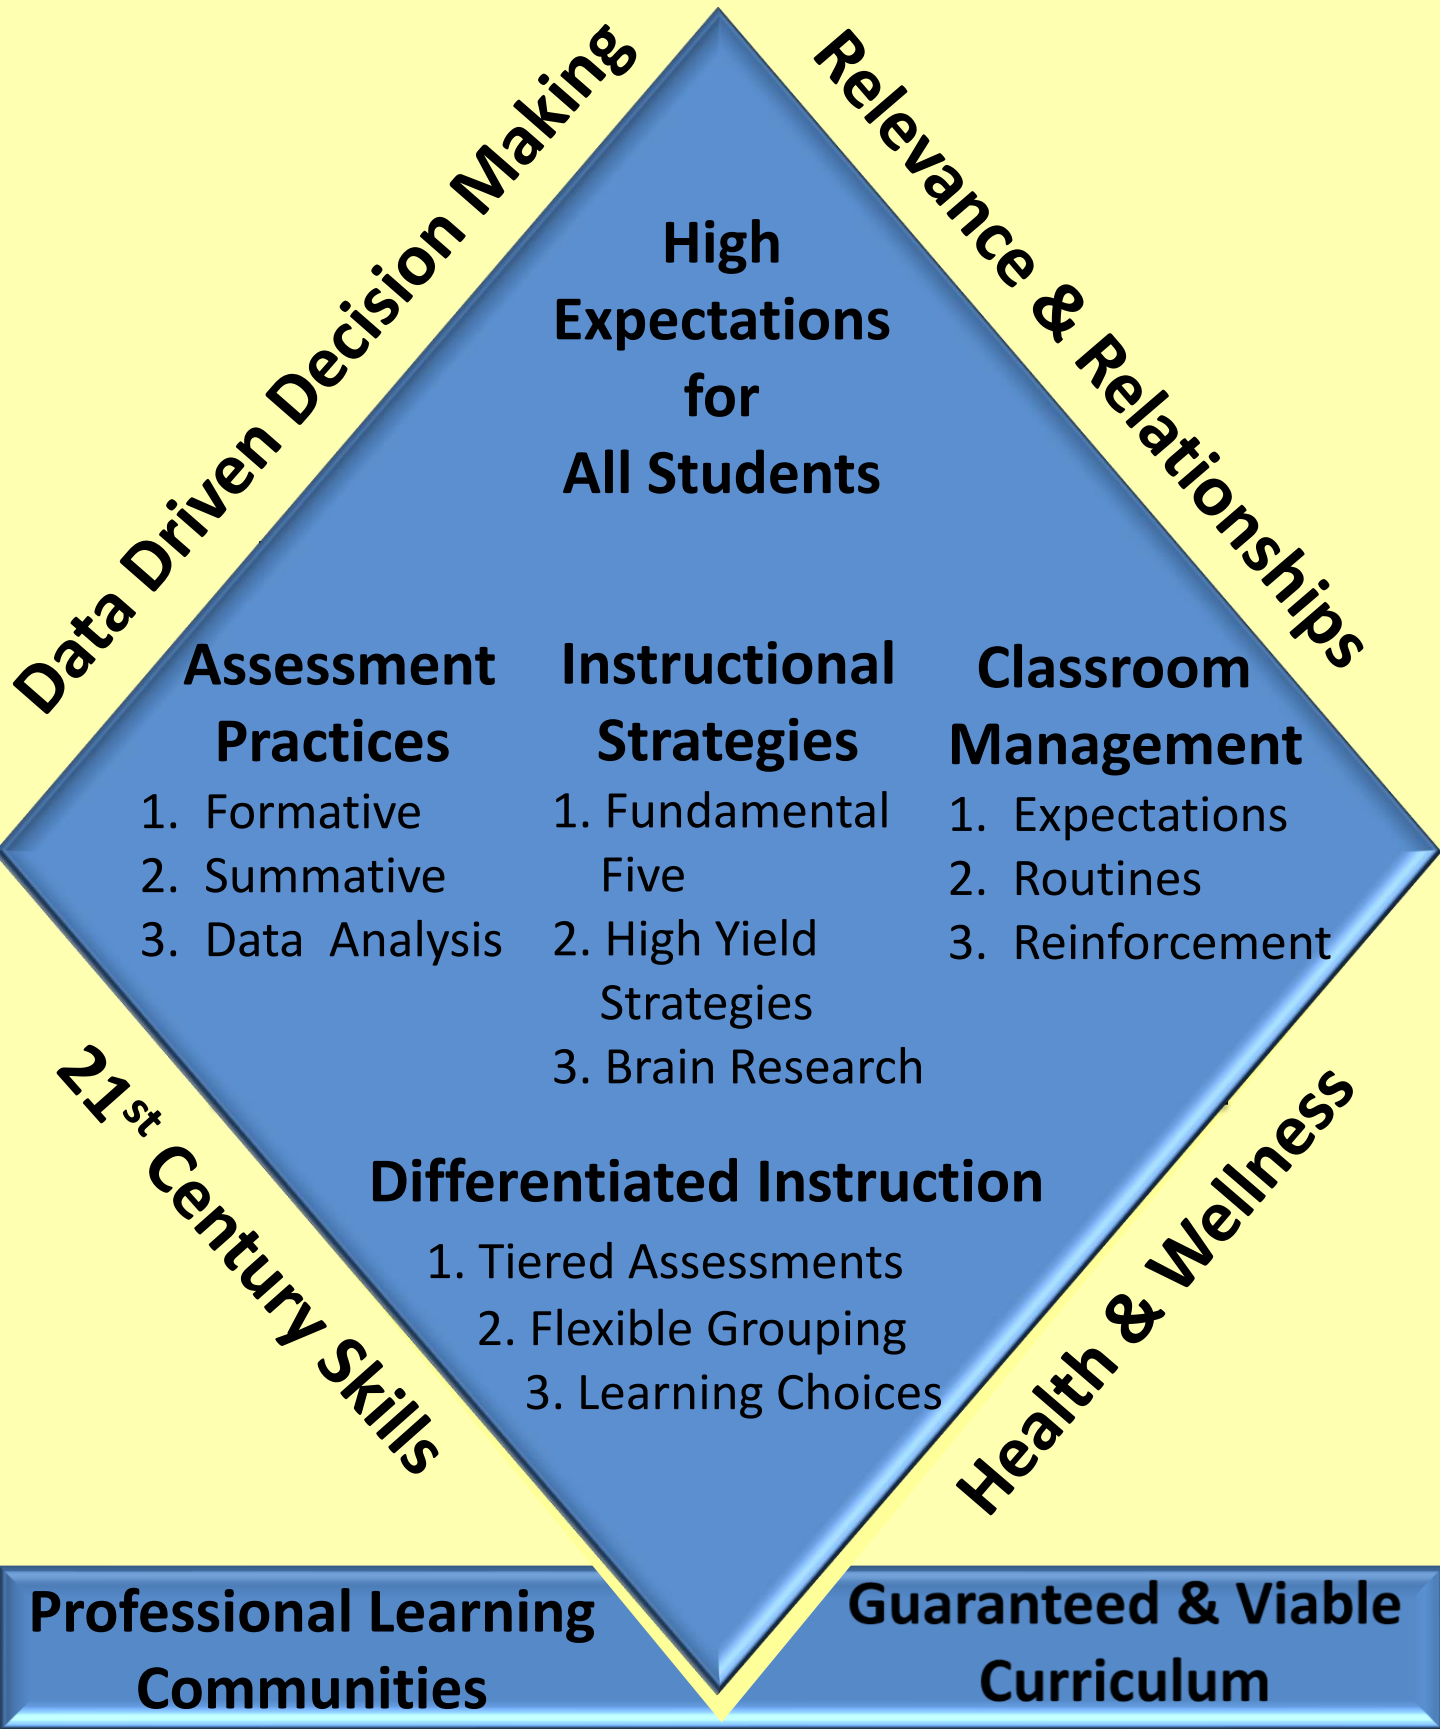 Data Driven Decision Making
Relevance & Relationships
High
Expectations
for
All Students
Assessment
Practices
1. Formative
2. Summative
3. Data Analysis
Instructional
Strategies
1. Fundamental
Five
2. High Yield
Strategies
3. Brain Research
Classroom
Management
1. Expectations
2. Routines
3. Reinforcement
Differentiated Instruction
1. Tiered Assessments
2. Flexible Grouping
3. Learning Choices
21st Century Skills
Health & Wellness
Professional Learning
Communities
Guaranteed & Viable
Curriculum